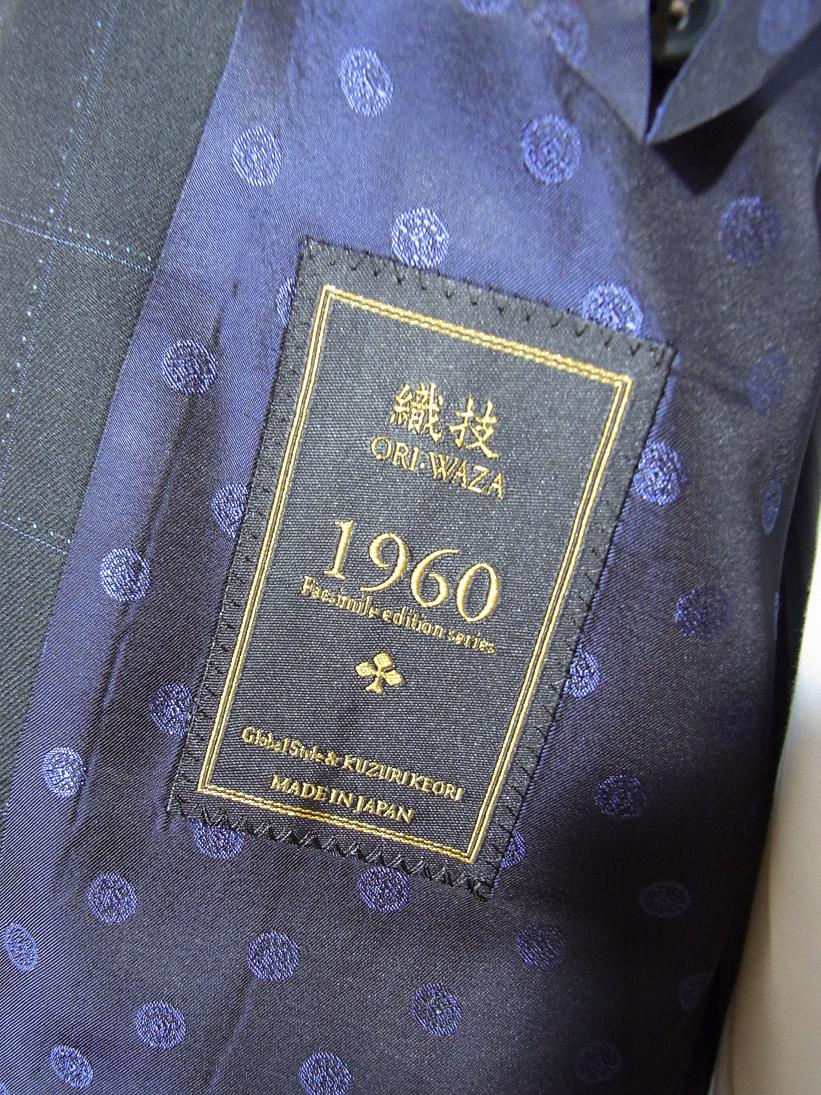 織技
ORI-WAZA
1960
Facsimile edition series
Global Style & KUZURI KEORI
MADE IN JAPAN